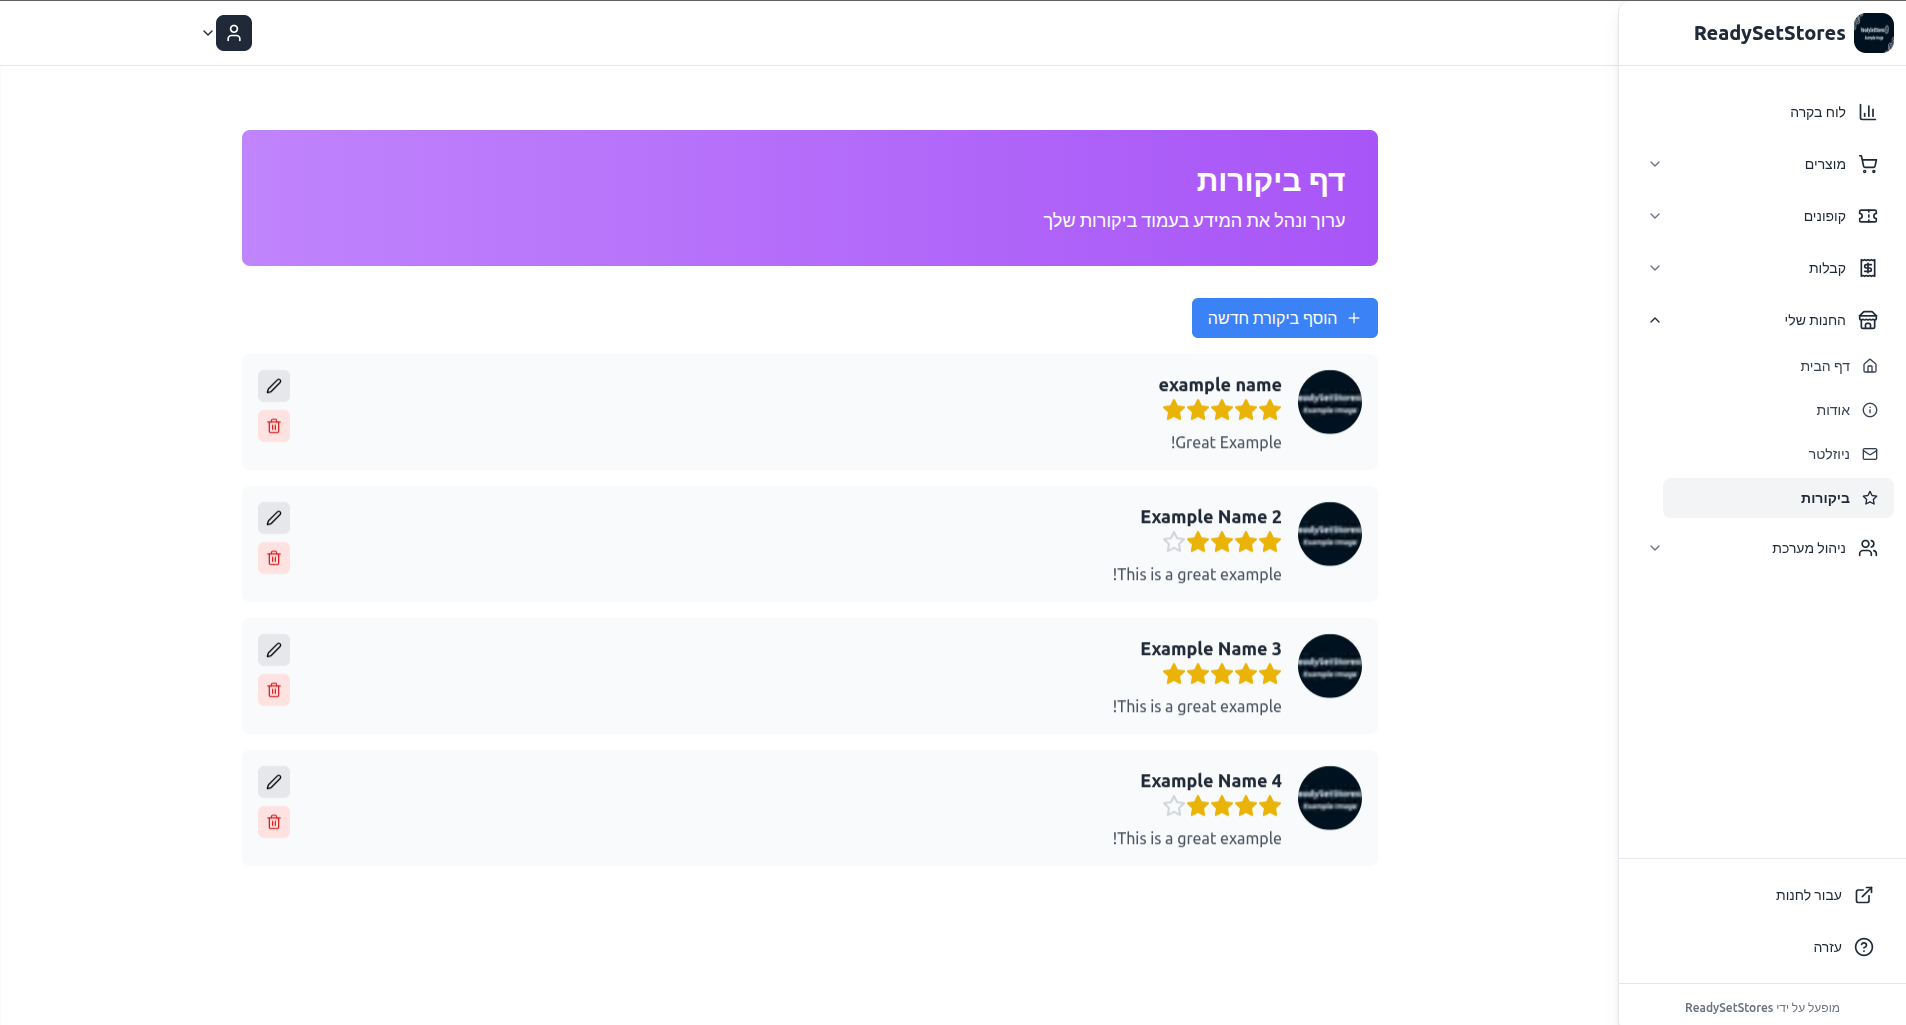 ReadySetStores
לוח בקרה
מוצרים
קופונים
קבלות
החנות שלי
דף הבית
אודות
ניוזלטר
ביקורות
ניהול מערכת
עבור לחנות
עזרה
מופעל על ידי ReadySetStores
דף ביקורות
ערוך ונהל את המידע בעמוד ביקורות שלך
הוסף ביקורת חדשה
example name
!Great Example
Example Name 2
!This is a great example
Example Name 3
!This is a great example
Example Name 4
!This is a great example